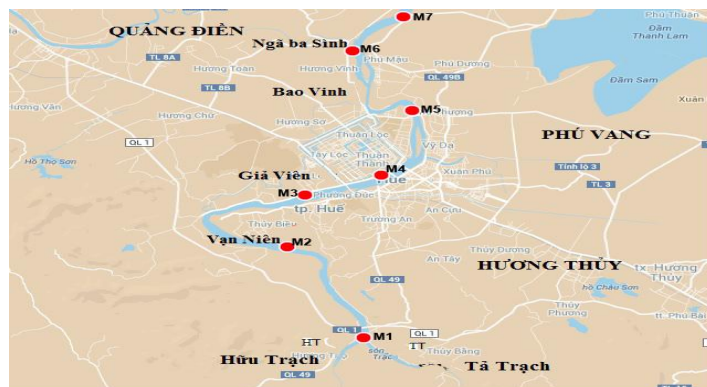 M7
Phú Thuận
QUẢNG ĐIỀN
Đầm Thanh Lam
Ngã ba Sình
M6
TL 8A
Hương Toàn
Hương Vinh
Phú Mậu
Phú Dương
QL 49B
Đầm Sam
TL 8B
Bao Vinh
Hương Vân
Hương Chữ
Hương Sơ
M5
Xuân
Thuận Lộc
PHÚ VANG
QL 1
Tây Lộc
Thuận Thành
Vỹ Dạ
Hồ Thọ Sơn
Giả Viên
M4
Huế
Xuân Phú
Tỉnh lộ 3
TL 3
M3
Phường Đúc
tp. Huế
Trường An
An Cựu
Thủy Biều
Vạn Niên
M2
Thủy Dương
An Tây
HƯƠNG THỦY
tx. Hương Thủy
QL 49
hồ Châu Sơn
Thủy Phương
tt. Phú Bài
QL 1
M1
QL 1
HT
TT
Thủy Bằng
Hữu Trạch
Tả Trạch
QL 49